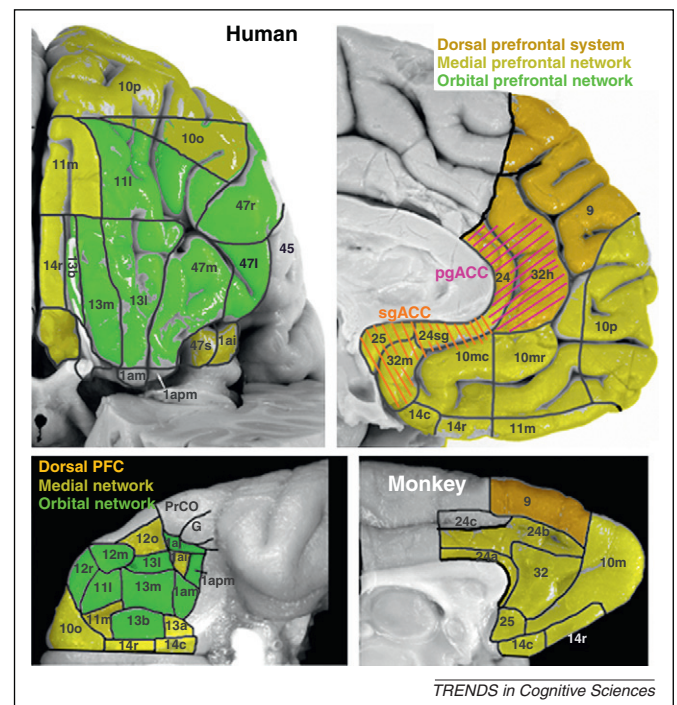 Human
10p
10o
11m
11l
47r
45
14r
13b
13m
13l
47m
47l
47s
1ai
1am
1apm
Dorsal prefrontal system
Medial prefrontal network
Orbital prefrontal network
9
pgACC
24
32h
sgACC
10p
25
24sg
32m
10mc
10mr
14c
14r
11m
Dorsal PFC
Medial network
Orbital network
PrCO
G
12o
12m
13l
12r
1apm
11l
13m
1am
11m
10o
13b
13a
14r
14c
Monkey
9
24c
24b
24a
32
10m
25
14c
14r
TRENDS in Cognitive Sciences